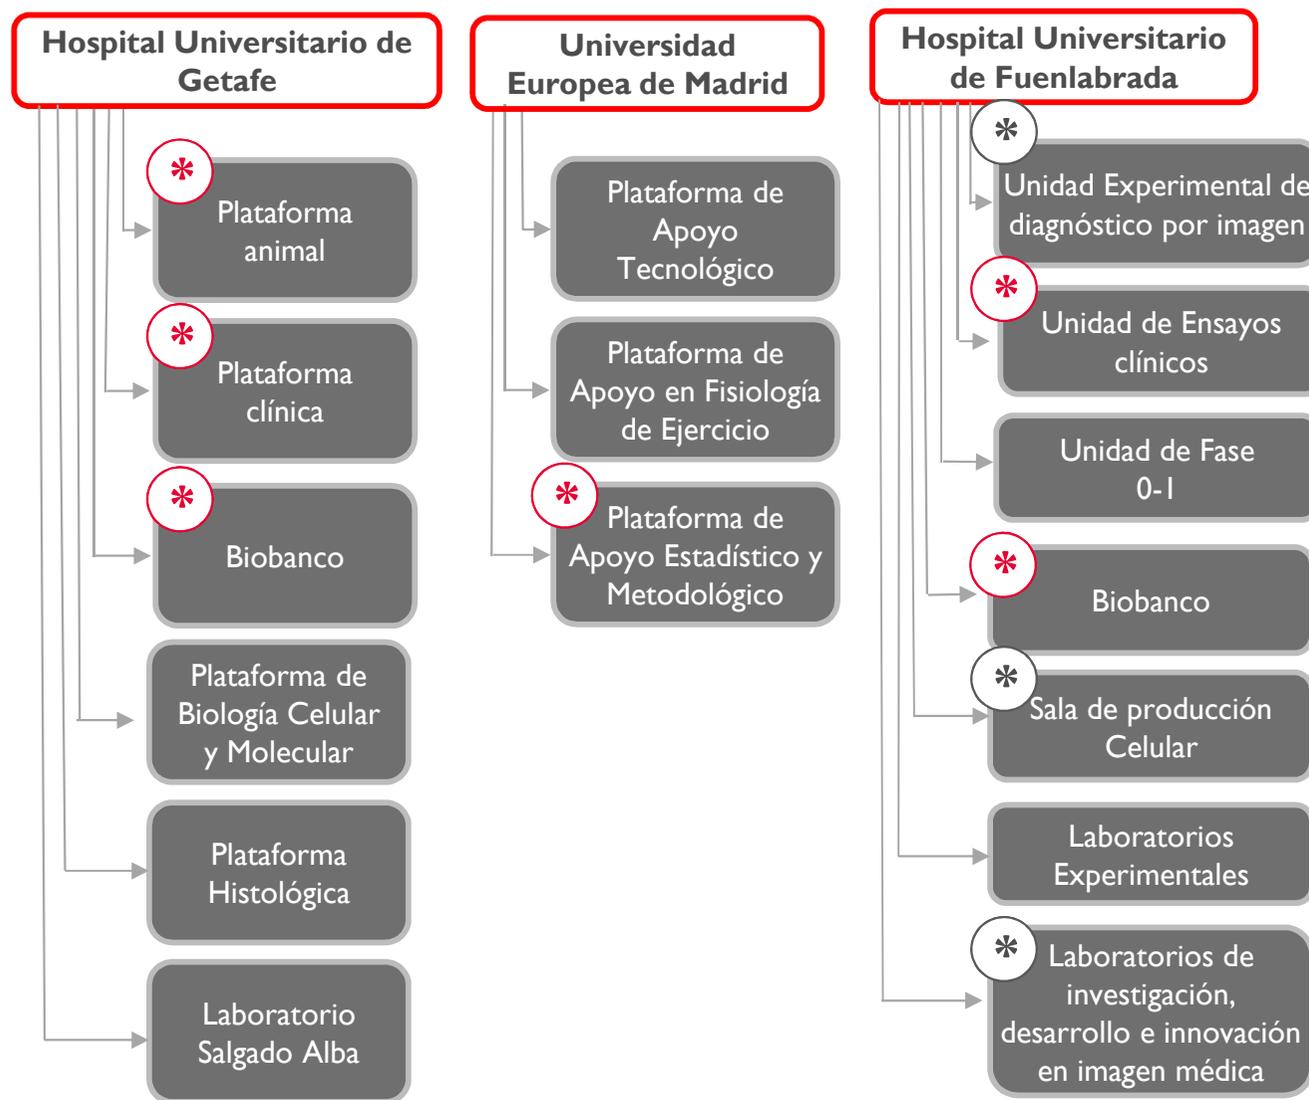 Hospital Universitario de
Getafe
*
Plataforma
animal
*
Plataforma
clínica
*
Biobanco
Plataforma de
Biología Celular
y Molecular
Plataforma
Histológica
Laboratorio
Salgado Alba
Universidad
Europea de Madrid
Plataforma de
Apoyo
Tecnológico
Plataforma de
Apoyo en Fisiología
de Ejercicio
*
Plataforma de
Apoyo Estadístico y
Metodológico
Hospital Universitario
de Fuenlabrada
*
Unidad Experimental de
diagnóstico por imagen
*
Unidad de Ensayos
clínicos
Unidad de Fase
0-1
*
Biobanco
*
Sala de producción
Celular
Laboratorios
Experimentales
*
Laboratorios de
investigación,
desarrollo e innovación
en imagen médica